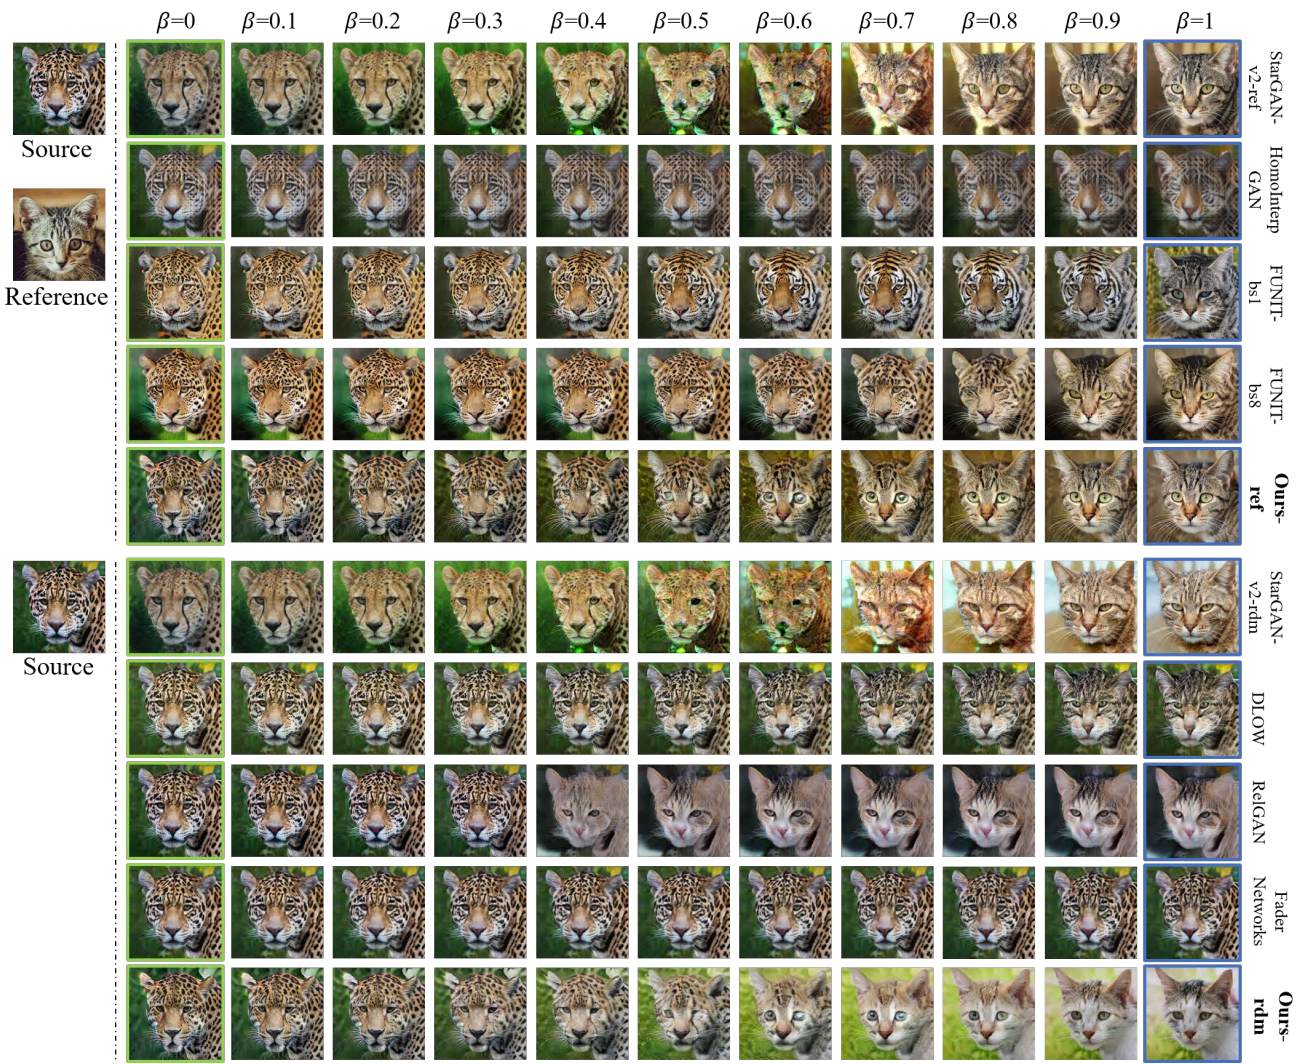 β=0 β=0.1 β=0.2 β=0.3 β=0.4 β=0.5 β=0.6 β=0.7 β=0.8 β=0.9 β=1
Source
Reference
StarGAN-
v2-ref
HomoInterp
GAN
FUNIT-
bs1
FUNIT-
bs8
Ours-
ref
Source
StarGAN-
v2-rdm
DLOW
RelGAN
Fader
Networks
Ours-
rdm